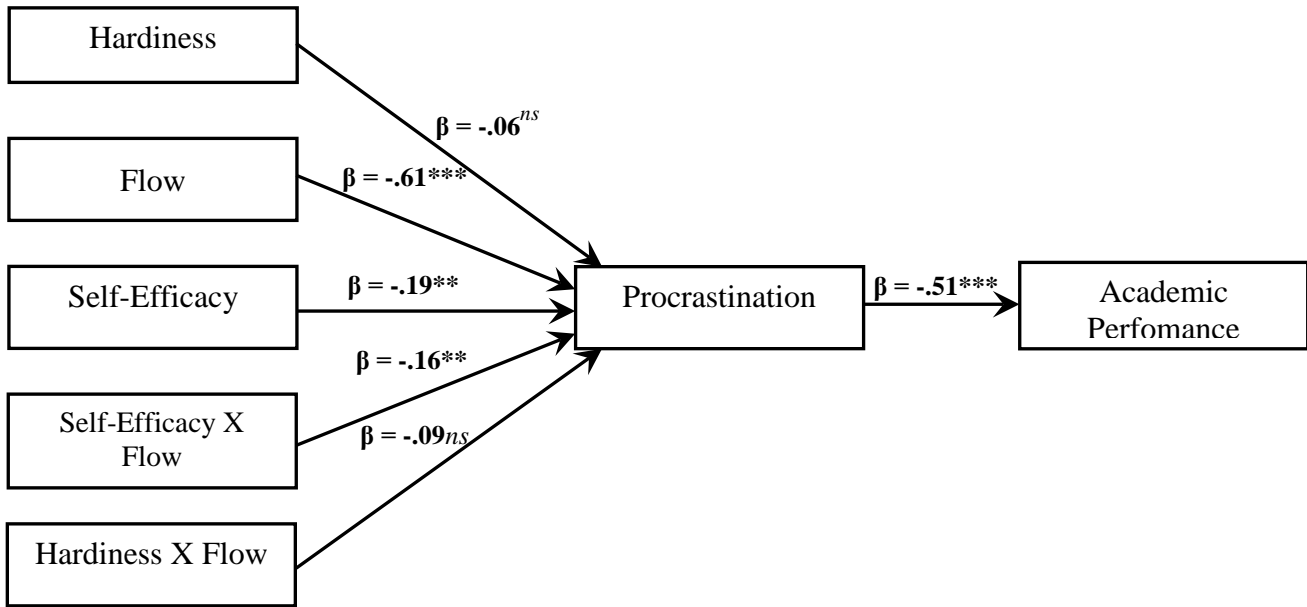 Hardiness
β = -.06ns
Flow
β = -.61***
Self-Efficacy
β = -.19**
Procrastination
β = -.51***
Academic
Perfomance
β = -.16**
Self-Efficacy X
Flow
β = -.09ns
Hardiness X Flow